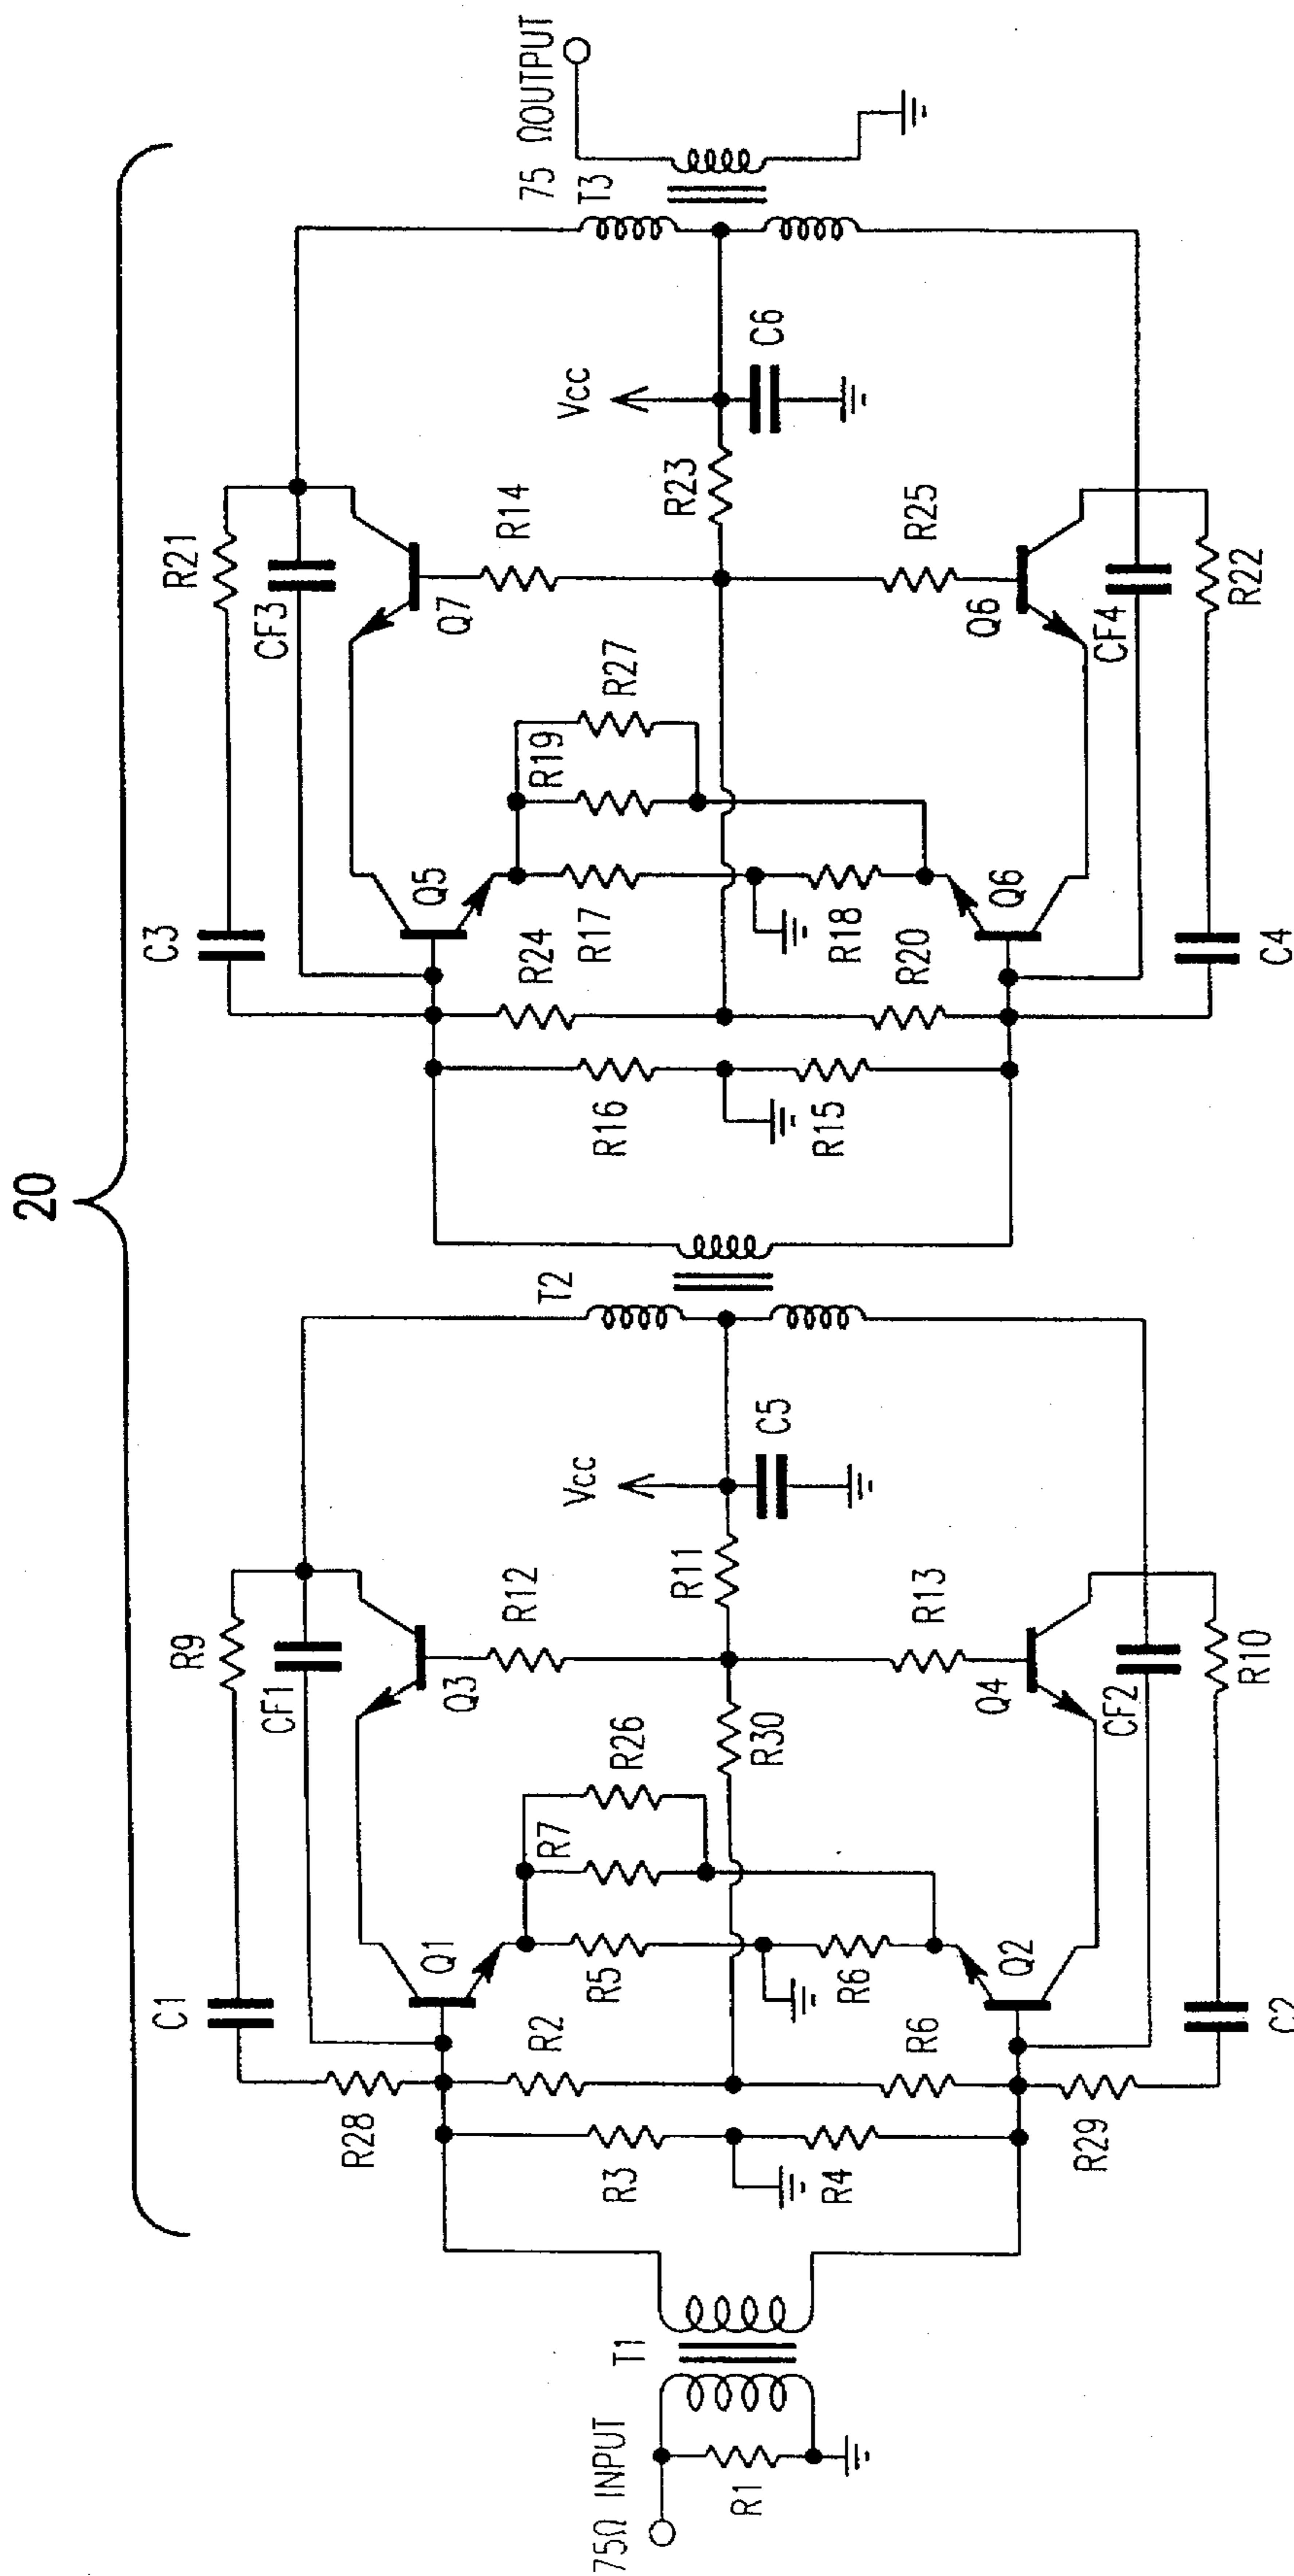 20
75Ω INPUT
R1
T1
R3
R4
R28
R29
R2
R6
C1
C2
Q1
Q2
R5
R6
R7
R26
R30
R9
CF1
Q3
R12
R11
R13
Q4
CF2
R10
Vcc
C5
T2
R16
R15
R24
R20
C3
C4
Q5
Q6
R17
R18
R19
R27
R21
CF3
Q7
R14
R23
R25
Q6
CF4
R22
Vcc
C6
T3
75 ΩOUTPUT